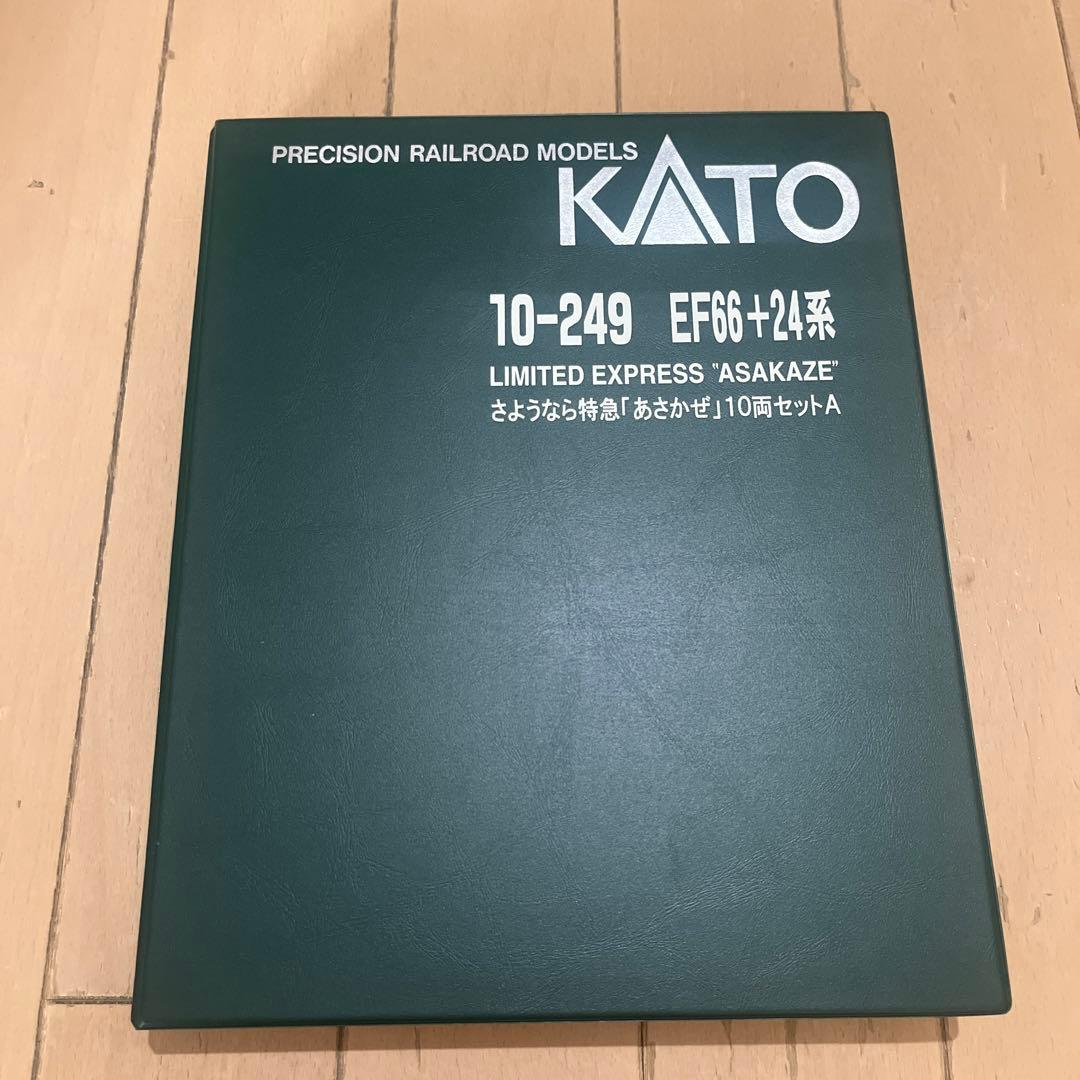 PRECISION RAILROAD MODELS
KATO
10-249 EF66+24系
LIMITED EXPRESS "ASAKAZE"
さようなら特急「あさかぜ」10両セットA